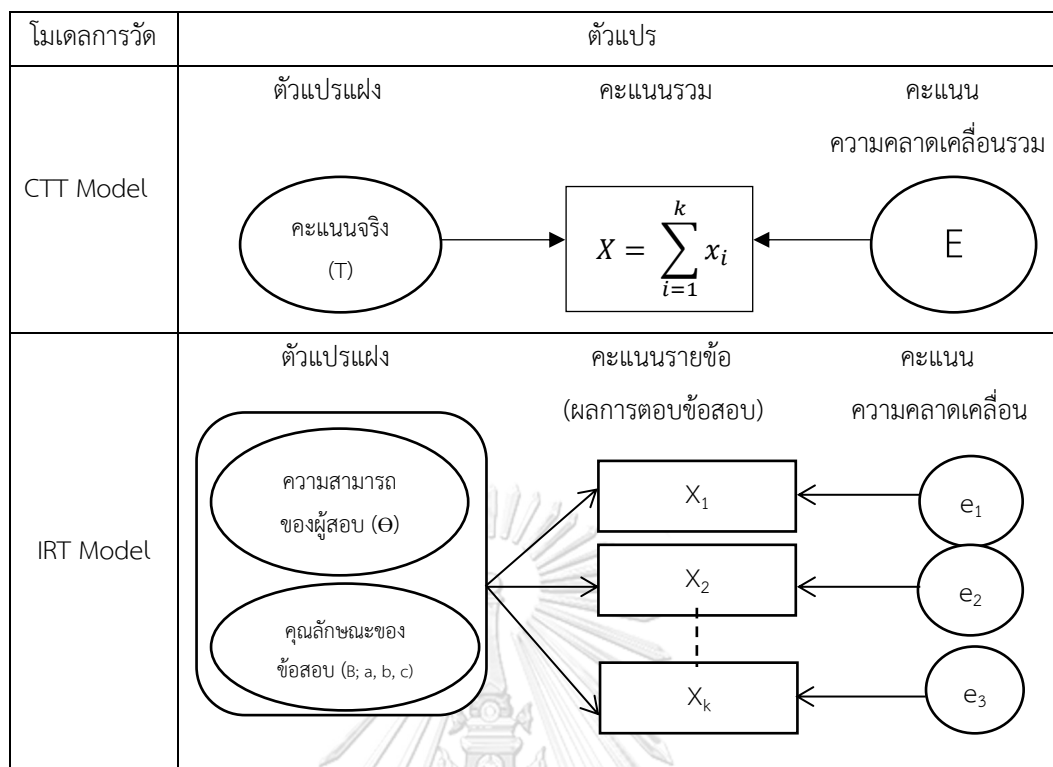 โมเดลการวัด ตัวแปร
ตัวแปรแฝง คะแนนรวม คะแนน
ความคลาดเคลื่อนรวม
CTT Model
คะแนนจริง
(T)
X = \sum_{i=1}^{k} x_i
E
ตัวแปรแฝง คะแนนรายข้อ คะแนน
(ผลการตอบข้อสอบ) ความคลาดเคลื่อน
IRT Model
ความสามารถ
ของผู้สอบ (Ө)
คุณลักษณะของ
ข้อสอบ (B; a, b, c)
X₁ e₁
X₂ e₂
Xₖ e₃